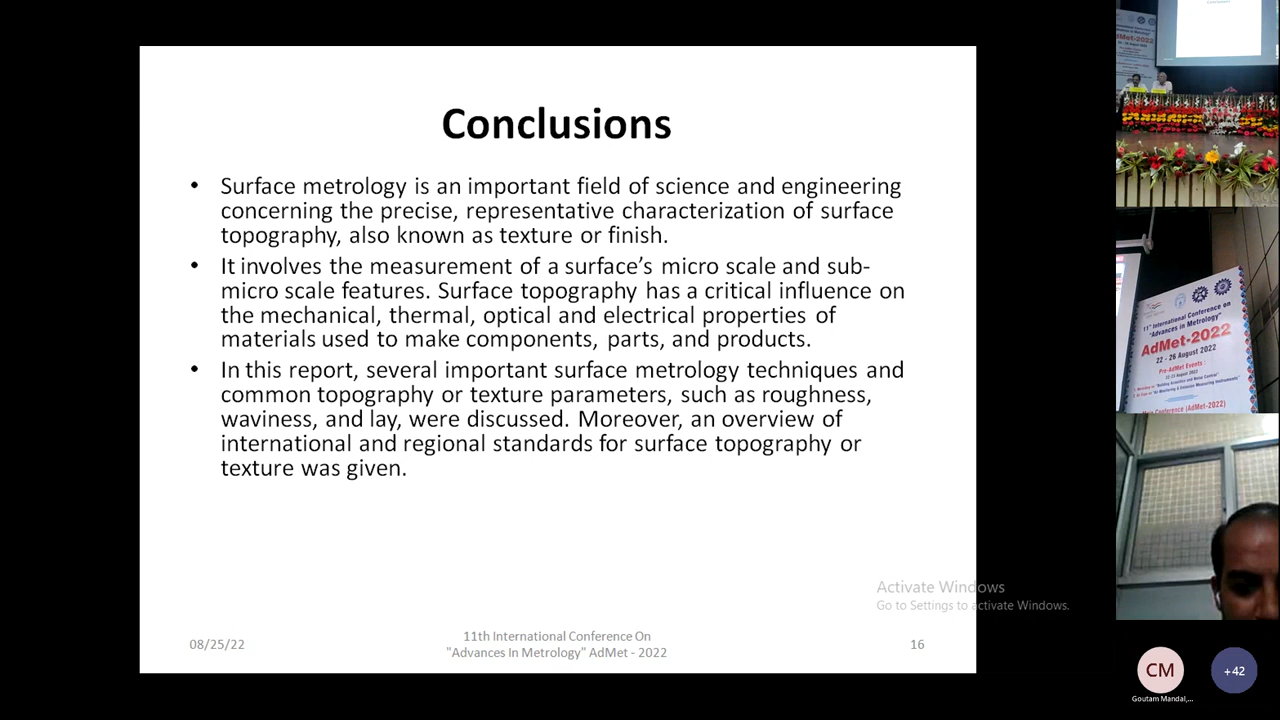 Conclusions
• Surface metrology is an important field of science and engineering
concerning the precise, representative characterization of surface
topography, also known as texture or finish.
• It involves the measurement of a surface’s micro scale and sub-
micro scale features. Surface topography has a critical influence on
the mechanical, thermal, optical and electrical properties of
materials used to make components, parts, and products.
• In this report, several important surface metrology techniques and
common topography or texture parameters, such as roughness,
waviness, and lay, were discussed. Moreover, an overview of
international and regional standards for surface topography or
texture was given.
Activate Windows
Go to Settings to activate Windows.
08/25/22
11th International Conference On
"Advances In Metrology" AdMet - 2022
16
Conclusions
11th International Conference on
"Advances in Metrology"
AdMet-2022
22 - 26 August 2022
Pre-AdMet Events :
Main Conference (AdMet-2022)
CM
+42
Goutam Mandal,...